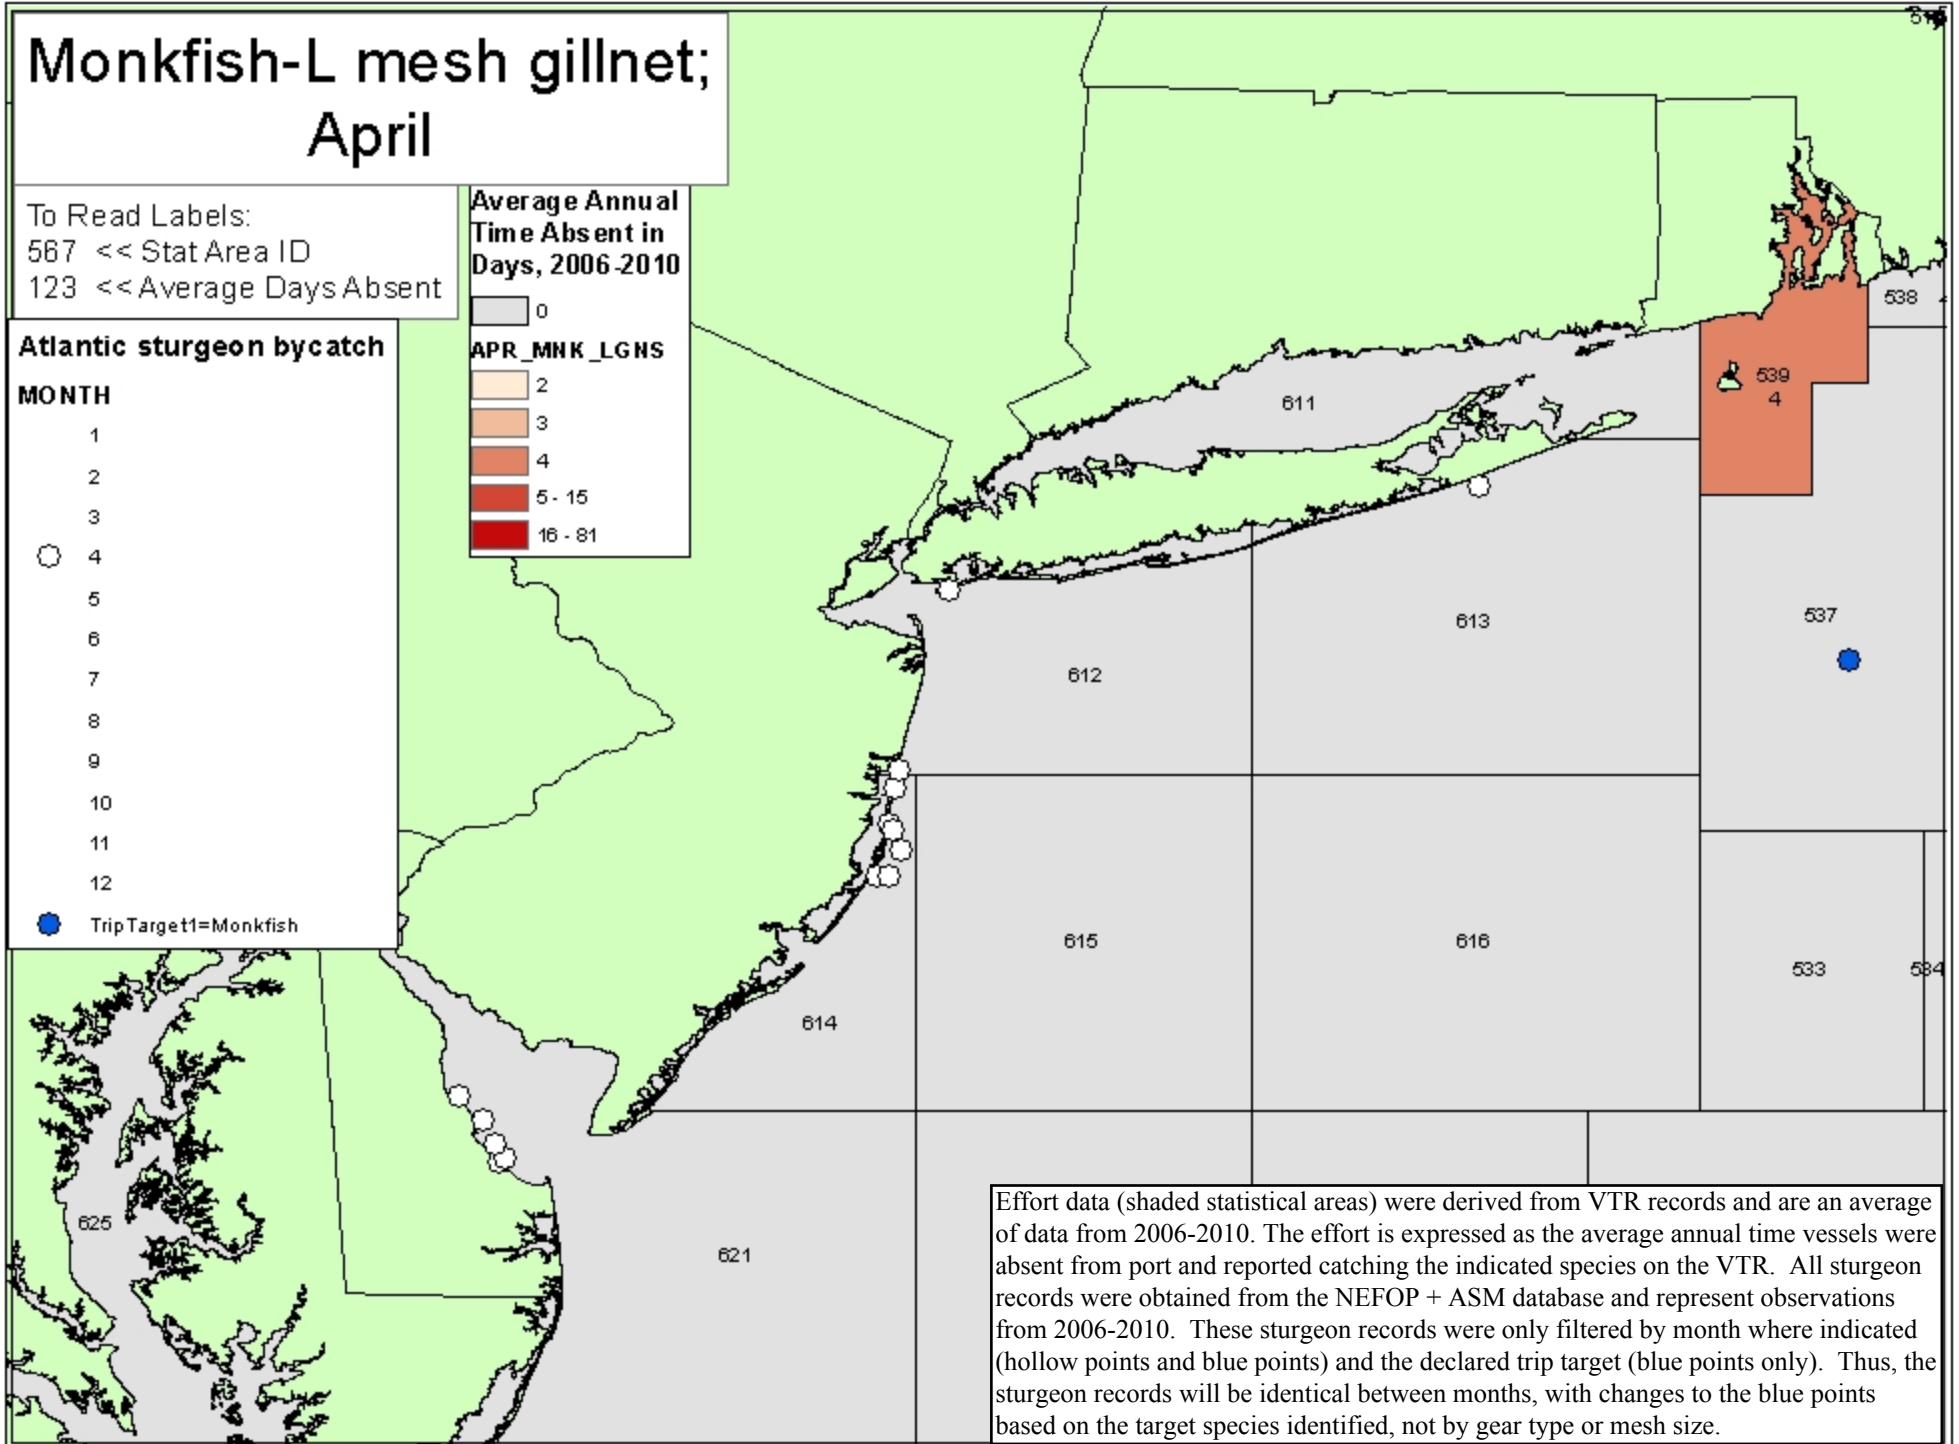 Monkfish-L mesh gillnet;
April
To Read Labels:
567 << Stat Area ID
123 << Average Days Absent
Average Annual
Time Absent in
Days, 2006-2010
0
APR_MNK_LGNS
2
3
4
5 - 15
16 - 81
Atlantic sturgeon bycatch
MONTH
1
2
3
4
5
6
7
8
9
10
11
12
TripTarget1=Monkfish
538
539
4
611
537
613
612
615
616
533
534
614
625
621
Effort data (shaded statistical areas) were derived from VTR records and are an average
of data from 2006-2010. The effort is expressed as the average annual time vessels were
absent from port and reported catching the indicated species on the VTR. All sturgeon
records were obtained from the NEFOP + ASM database and represent observations
from 2006-2010. These sturgeon records were only filtered by month where indicated
(hollow points and blue points) and the declared trip target (blue points only). Thus, the
sturgeon records will be identical between months, with changes to the blue points
based on the target species identified, not by gear type or mesh size.